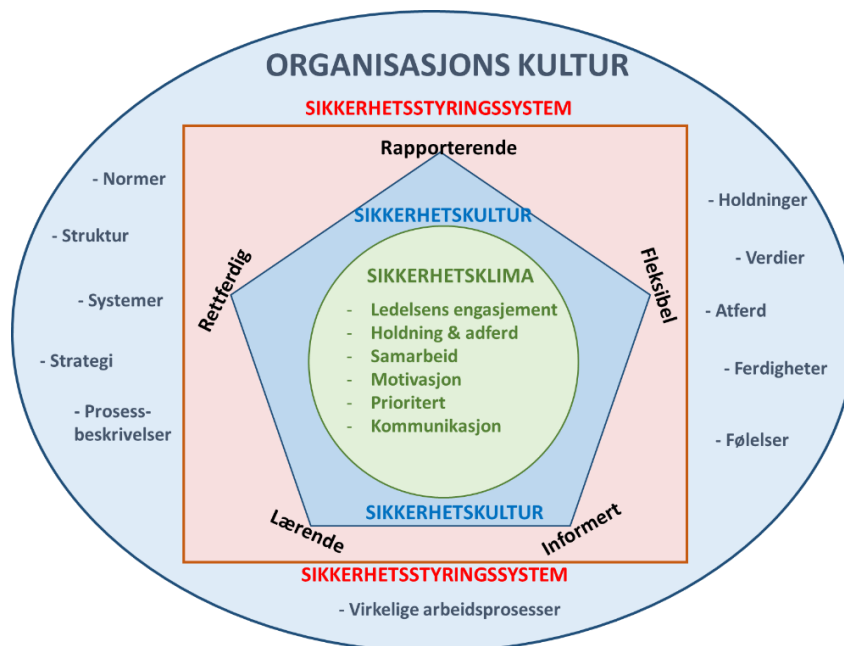 ORGANISASJONS KULTUR
SIKKERHETSSTYRINGSSYSTEM
Rapporterende
- Normer
- Struktur
- Systemer
- Strategi
- Prosess-
beskrivelser
Rettferdig
SIKKERHETSKULTUR
SIKKERHETSKLIMA
- Ledelsens engasjement
- Holdning & adferd
- Samarbeid
- Motivasjon
- Prioritert
- Kommunikasjon
Fleksibel
- Holdninger
- Verdier
- Atferd
- Ferdigheter
- Følelser
SIKKERHETSKULTUR
Lærende
Informert
SIKKERHETSSTYRINGSSYSTEM
- Virkelige arbeidsprosesser